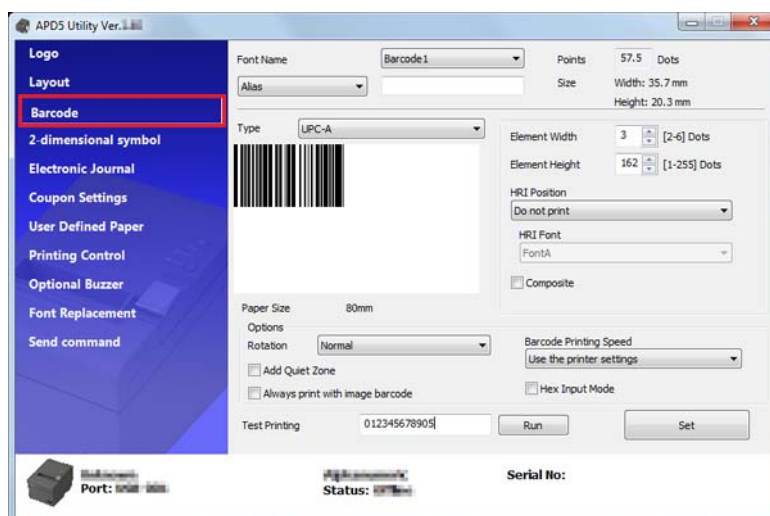 APD5 Utility Ver.
Logo
Layout
Barcode
2-dimensional symbol
Electronic Journal
Coupon Settings
User Defined Paper
Printing Control
Optional Buzzer
Font Replacement
Send command
Font Name Barcode1 Points 57.5 Dots
Alias Size Width: 35.7 mm
Height: 20.3 mm
Type UPC-A
Element Width 3 [2-6] Dots
Element Height 162 [1-255] Dots
HRI Position
Do not print
HRI Font
FontA
Composite
Paper Size 80mm
Options
Rotation Normal
Add Quiet Zone
Always print with image barcode
Barcode Printing Speed
Use the printer settings
Hex Input Mode
Test Printing 012345678905 Run Set
Port:
Status:
Serial No: